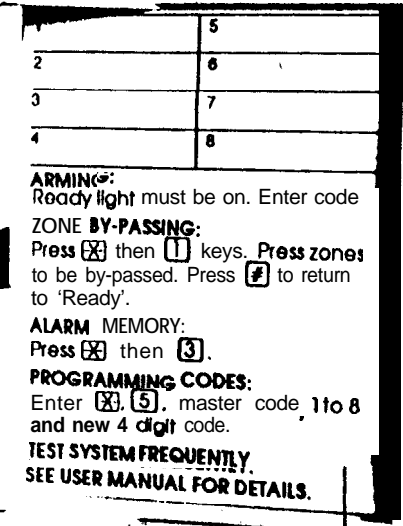 5
2 6
3 7
4 8
ARMING:
Ready light must be on. Enter code
ZONE BY-PASSING:
Press [X] then [1] keys. Press zones
to be by-passed. Press [#] to return
to 'Ready'.
ALARM MEMORY:
Press [X] then [3].
PROGRAMMING CODES:
Enter [X], [5], master code, 1 to 8
and new 4 digit code.
TEST SYSTEM FREQUENTLY.
SEE USER MANUAL FOR DETAILS.